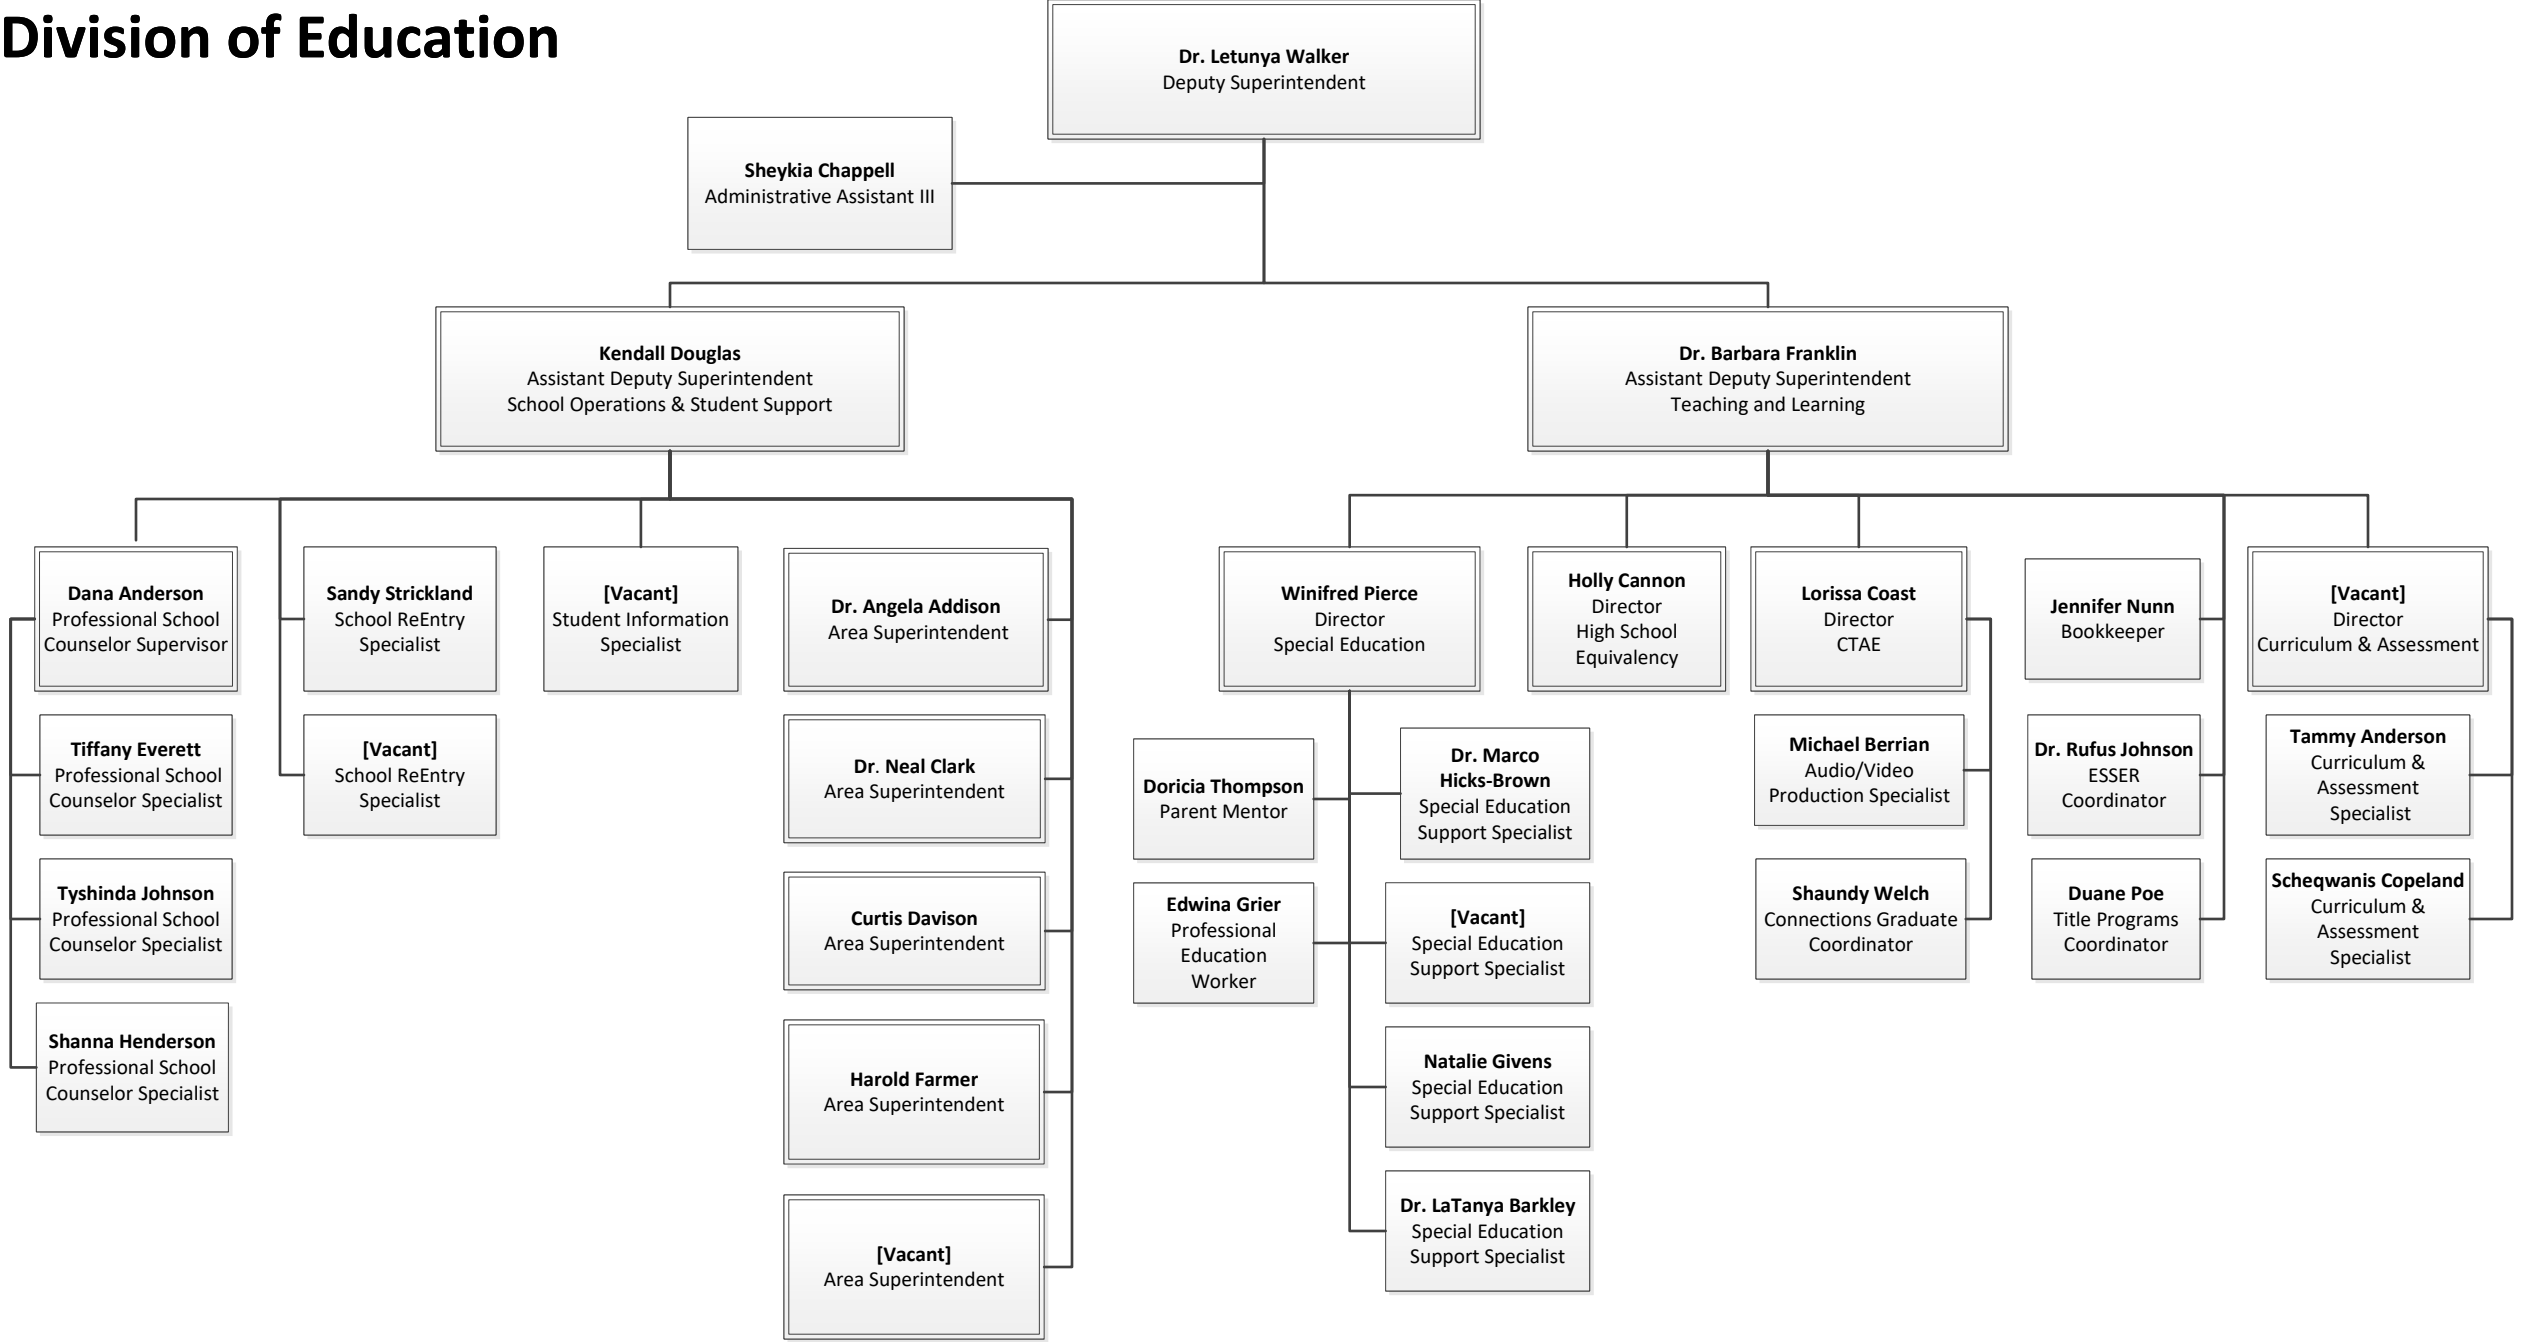 Division of Education
Dr. Letunya Walker
Deputy Superintendent
Sheykia Chappell
Administrative Assistant III
Kendall Douglas
Assistant Deputy Superintendent
School Operations & Student Support
Dr. Barbara Franklin
Assistant Deputy Superintendent
Teaching and Learning
Dana Anderson
Professional School
Counselor Supervisor
Tiffany Everett
Professional School
Counselor Specialist
Tyshinda Johnson
Professional School
Counselor Specialist
Shanna Henderson
Professional School
Counselor Specialist
Sandy Strickland
School ReEntry
Specialist
[Vacant]
School ReEntry
Specialist
[Vacant]
Student Information
Specialist
Dr. Angela Addison
Area Superintendent
Dr. Neal Clark
Area Superintendent
Curtis Davison
Area Superintendent
Harold Farmer
Area Superintendent
[Vacant]
Area Superintendent
Winifred Pierce
Director
Special Education
Doricia Thompson
Parent Mentor
Edwina Grier
Professional
Education
Worker
Dr. Marco
Hicks-Brown
Special Education
Support Specialist
[Vacant]
Special Education
Support Specialist
Natalie Givens
Special Education
Support Specialist
Dr. LaTanya Barkley
Special Education
Support Specialist
Holly Cannon
Director
High School
Equivalency
Lorissa Coast
Director
CTAE
Michael Berrian
Audio/Video
Production Specialist
Shaundy Welch
Connections Graduate
Coordinator
Jennifer Nunn
Bookkeeper
Dr. Rufus Johnson
ESSER
Coordinator
Duane Poe
Title Programs
Coordinator
[Vacant]
Director
Curriculum & Assessment
Tammy Anderson
Curriculum &
Assessment
Specialist
Scheqwanis Copeland
Curriculum &
Assessment
Specialist